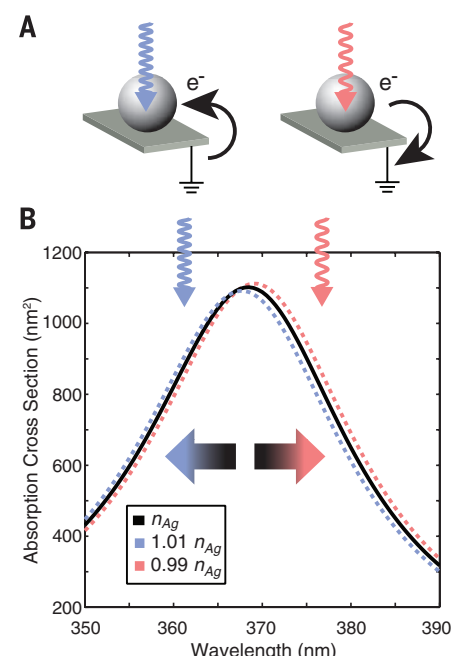 A
e-
e-
B
Absorption Cross Section (nm²)
1200
1000
800
600
400
200
n_Ag
1.01 n_Ag
0.99 n_Ag
350 360 370 380 390
Wavelength (nm)